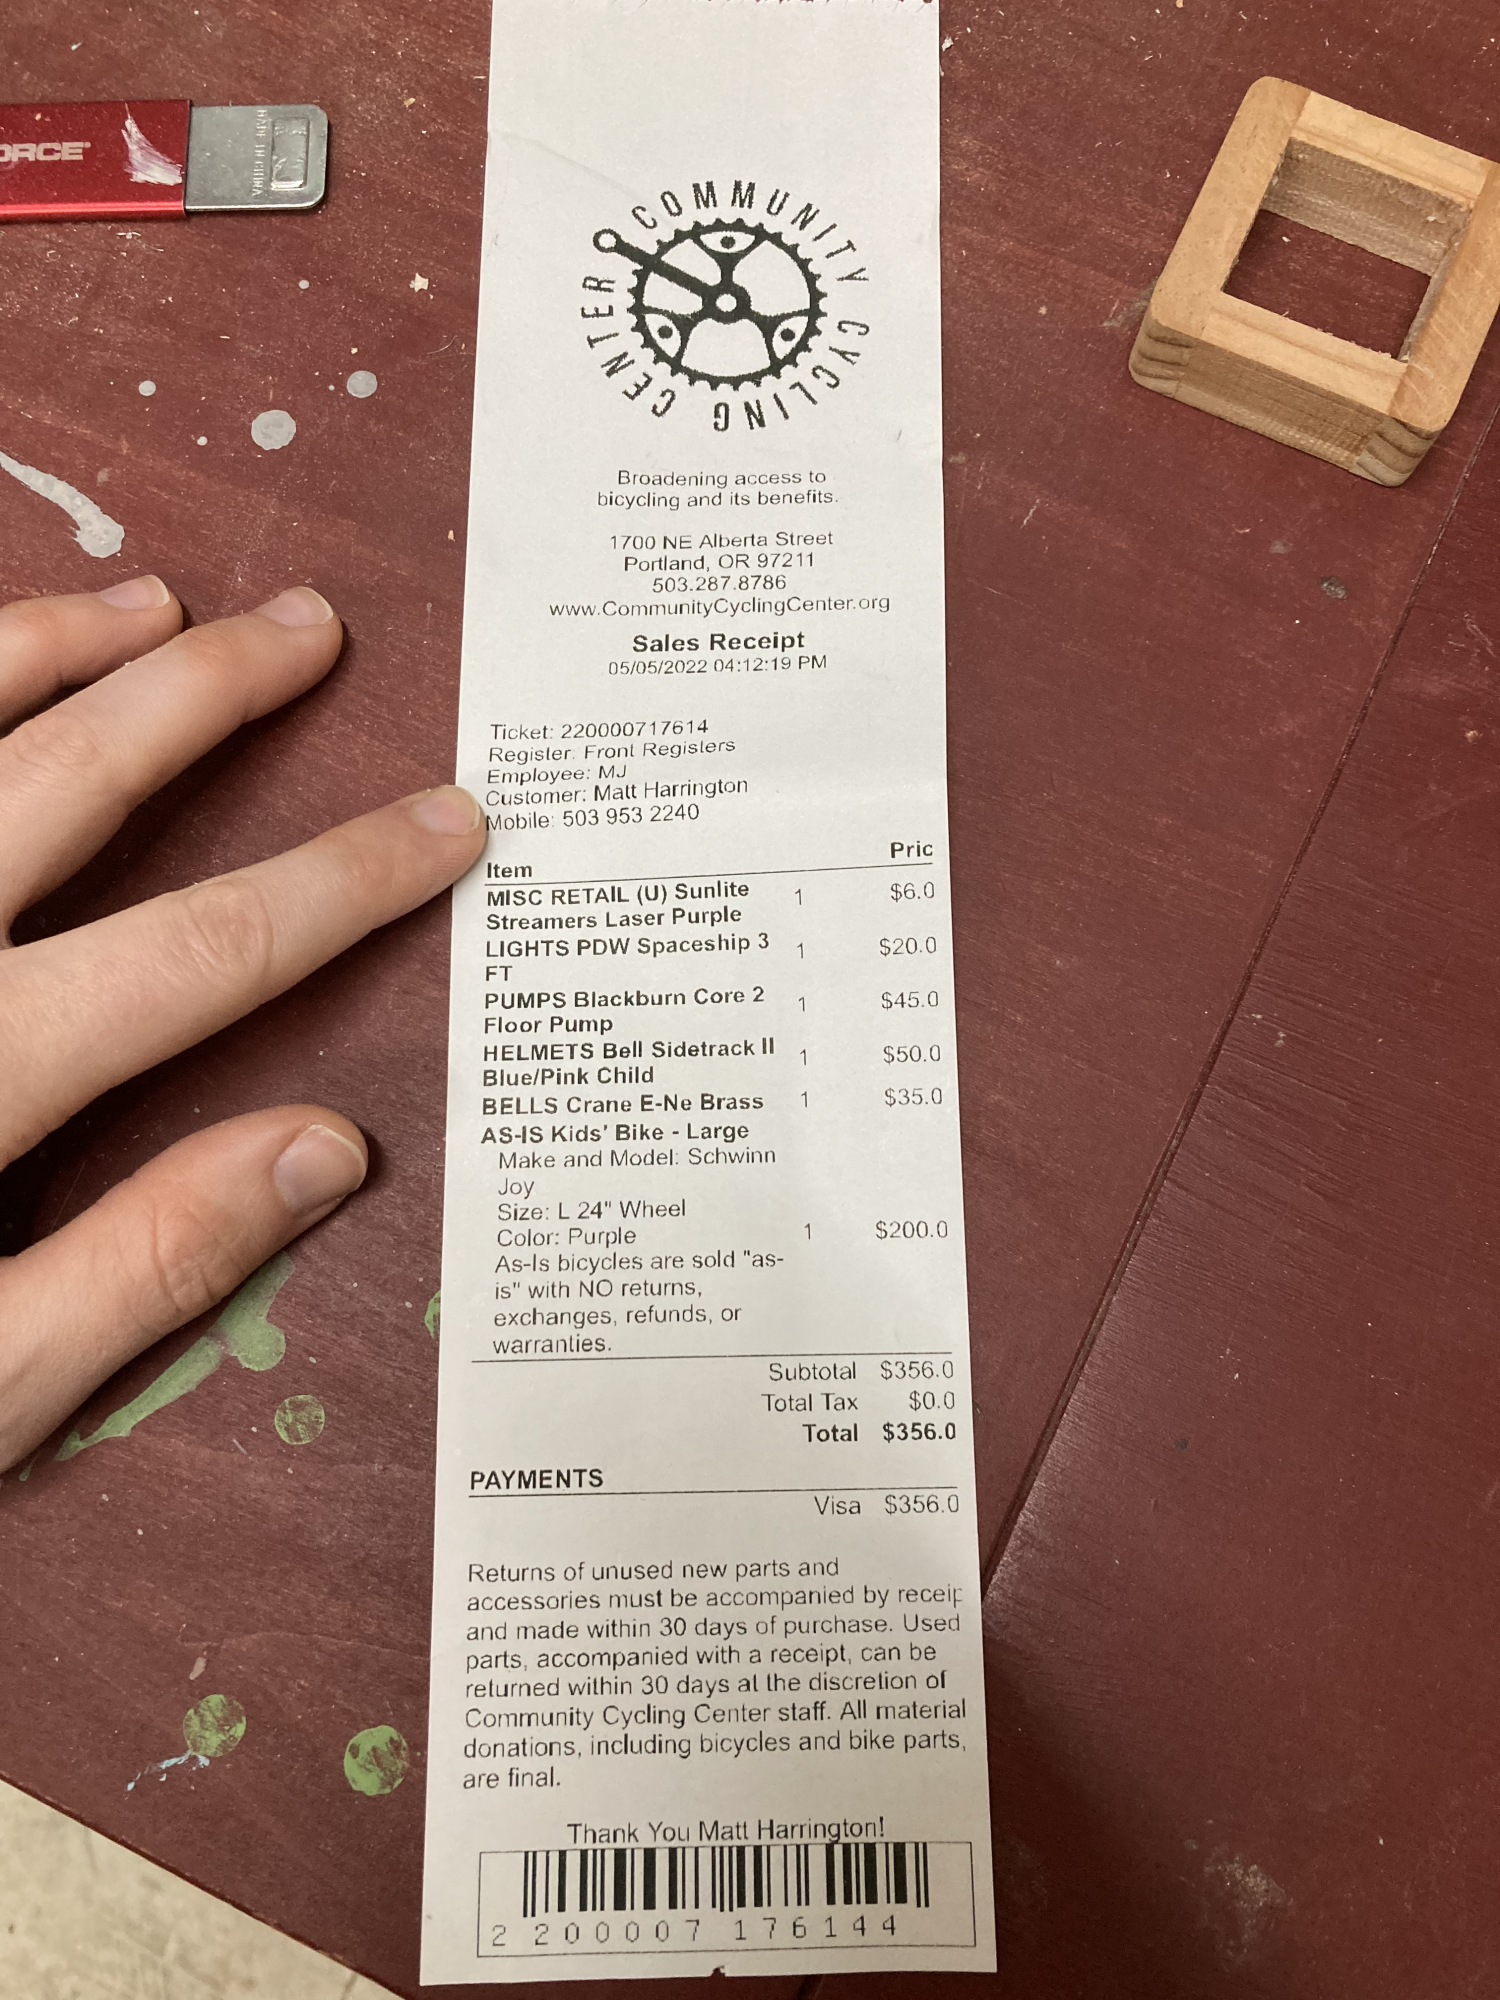 ORCE®
MADE IN CHINA
COMMUNITY CYCLING CENTER
Broadening access to
bicycling and its benefits.
1700 NE Alberta Street
Portland, OR 97211
503.287.8786
www.CommunityCyclingCenter.org
Sales Receipt
05/05/2022 04:12:19 PM
Ticket: 220000717614
Register: Front Registers
Employee: MJ
Customer: Matt Harrington
Mobile: 503 953 2240
Item Pric
MISC RETAIL (U) Sunlite 1 $6.0
Streamers Laser Purple
LIGHTS PDW Spaceship 3 1 $20.0
FT
PUMPS Blackburn Core 2 1 $45.0
Floor Pump
HELMETS Bell Sidetrack II 1 $50.0
Blue/Pink Child
BELLS Crane E-Ne Brass 1 $35.0
AS-IS Kids' Bike - Large
Make and Model: Schwinn
Joy
Size: L 24" Wheel
Color: Purple 1 $200.0
As-Is bicycles are sold "as-
is" with NO returns,
exchanges, refunds, or
warranties.
Subtotal $356.0
Total Tax $0.0
Total $356.0
PAYMENTS
Visa $356.0
Returns of unused new parts and
accessories must be accompanied by receip
and made within 30 days of purchase. Used
parts, accompanied with a receipt, can be
returned within 30 days at the discretion of
Community Cycling Center staff. All material
donations, including bicycles and bike parts,
are final.
Thank You Matt Harrington!
2 200007 176144